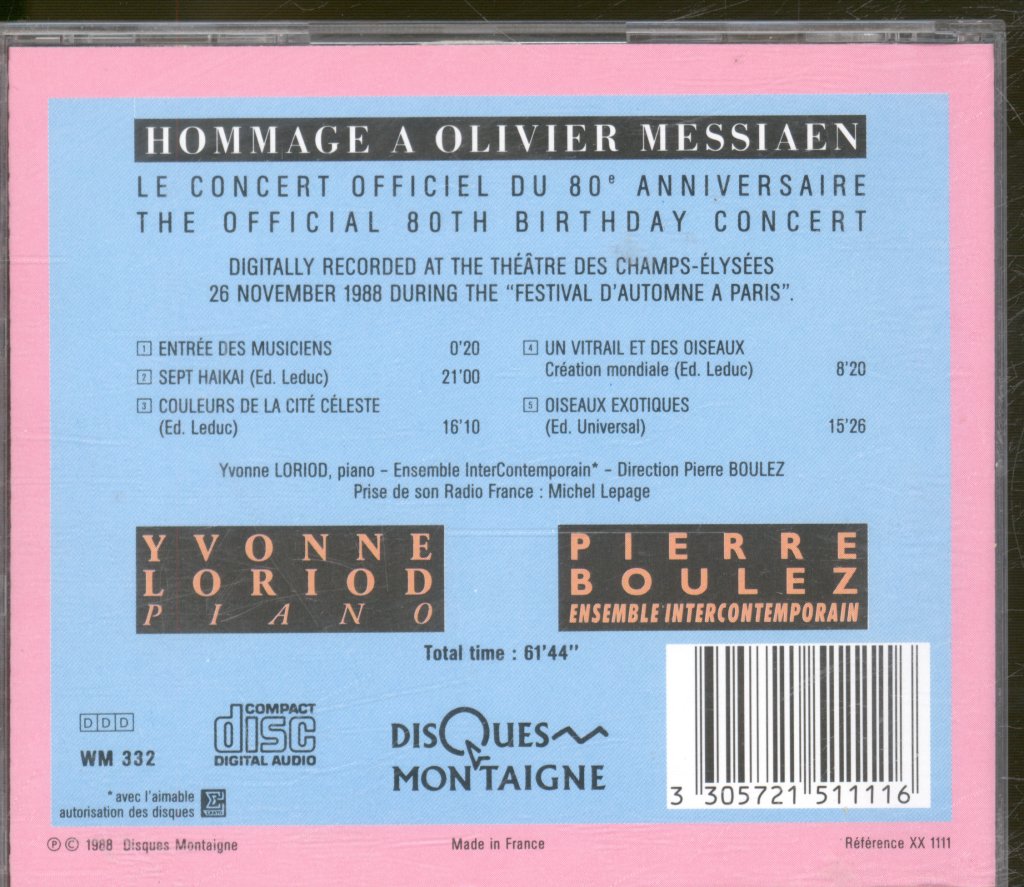 HOMMAGE A OLIVIER MESSIAEN
LE CONCERT OFFICIEL DU 80e ANNIVERSAIRE
THE OFFICIAL 80TH BIRTHDAY CONCERT
DIGITALLY RECORDED AT THE THÉÂTRE DES CHAMPS-ÉLYSÉES
26 NOVEMBER 1988 DURING THE "FESTIVAL D'AUTOMNE A PARIS".
1 ENTRÉE DES MUSICIENS 0'20
2 SEPT HAIKAI (Ed. Leduc) 21'00
3 COULEURS DE LA CITÉ CÉLESTE
(Ed. Leduc) 16'10
4 UN VITRAIL ET DES OISEAUX
Création mondiale (Ed. Leduc) 8'20
5 OISEAUX EXOTIQUES
(Ed. Universal) 15'26
Yvonne LORIOD, piano - Ensemble InterContemporain* - Direction Pierre BOULEZ
Prise de son Radio France : Michel Lepage
YVONNE
LORIOD
PIANO
PIERRE
BOULEZ
ENSEMBLE INTERCONTEMPORAIN
Total time : 61'44"
DDD
WM 332
COMPACT
disc
DIGITAL AUDIO
DISQUES
MONTAIGNE
3 305721 511116
*avec l'aimable
autorisation des disques
ERATO
℗ © 1988 Disques Montaigne
Made in France
Référence XX 1111